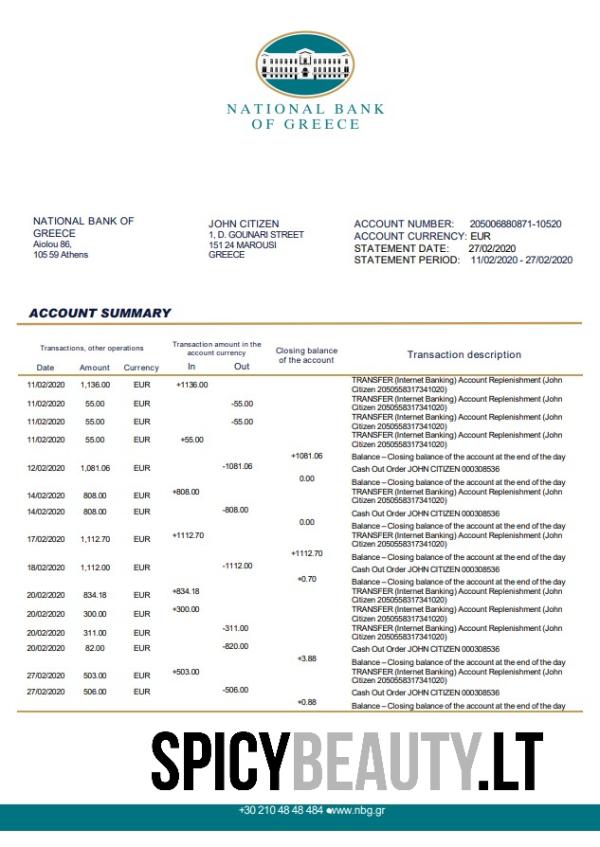 NATIONAL BANK
OF GREECE
NATIONAL BANK OF
GREECE
Aiolou 86,
105 59 Athens
JOHN CITIZEN
1, D. GOUNARI STREET
151 24 MAROUSI
GREECE
ACCOUNT NUMBER: 205006880871-10520
ACCOUNT CURRENCY: EUR
STATEMENT DATE: 27/02/2020
STATEMENT PERIOD: 11/02/2020 - 27/02/2020
ACCOUNT SUMMARY
Transactions, other operations
Transaction amount in the
account currency
Closing balance
of the account
Transaction description
Date Amount Currency In Out
11/02/2020 1,136.00 EUR +1136.00 TRANSFER (Internet Banking) Account Replenishment (John
Citizen 2050558317341020)
11/02/2020 55.00 EUR -55.00 TRANSFER (Internet Banking) Account Replenishment (John
Citizen 2050558317341020)
11/02/2020 55.00 EUR -55.00 TRANSFER (Internet Banking) Account Replenishment (John
Citizen 2050558317341020)
11/02/2020 55.00 EUR +55.00 TRANSFER (Internet Banking) Account Replenishment (John
Citizen 2050558317341020)
+1081.06 Balance – Closing balance of the account at the end of the day
12/02/2020 1,081.06 EUR -1081.06 Cash Out Order JOHN CITIZEN 000308536
0.00 Balance – Closing balance of the account at the end of the day
14/02/2020 808.00 EUR +808.00 TRANSFER (Internet Banking) Account Replenishment (John
Citizen 2050558317341020)
14/02/2020 808.00 EUR -808.00 Cash Out Order JOHN CITIZEN 000308536
0.00 Balance – Closing balance of the account at the end of the day
17/02/2020 1,112.70 EUR +1112.70 TRANSFER (Internet Banking) Account Replenishment (John
Citizen 2050558317341020)
+1112.70 Balance – Closing balance of the account at the end of the day
18/02/2020 1,112.00 EUR -1112.00 Cash Out Order JOHN CITIZEN 000308536
+0.70 Balance – Closing balance of the account at the end of the day
20/02/2020 834.18 EUR +834.18 TRANSFER (Internet Banking) Account Replenishment (John
Citizen 2050558317341020)
20/02/2020 300.00 EUR +300.00 TRANSFER (Internet Banking) Account Replenishment (John
Citizen 2050558317341020)
20/02/2020 311.00 EUR -311.00 TRANSFER (Internet Banking) Account Replenishment (John
Citizen 2050558317341020)
20/02/2020 82.00 EUR -820.00 Cash Out Order JOHN CITIZEN 000308536
+3.88 Balance – Closing balance of the account at the end of the day
27/02/2020 503.00 EUR +503.00 TRANSFER (Internet Banking) Account Replenishment (John
Citizen 2050558317341020)
27/02/2020 506.00 EUR -506.00 Cash Out Order JOHN CITIZEN 000308536
+0.88 Balance – Closing balance of the account at the end of the day
SPICYBEAUTY.LT
+30 210 48 48 484 •www.nbg.gr